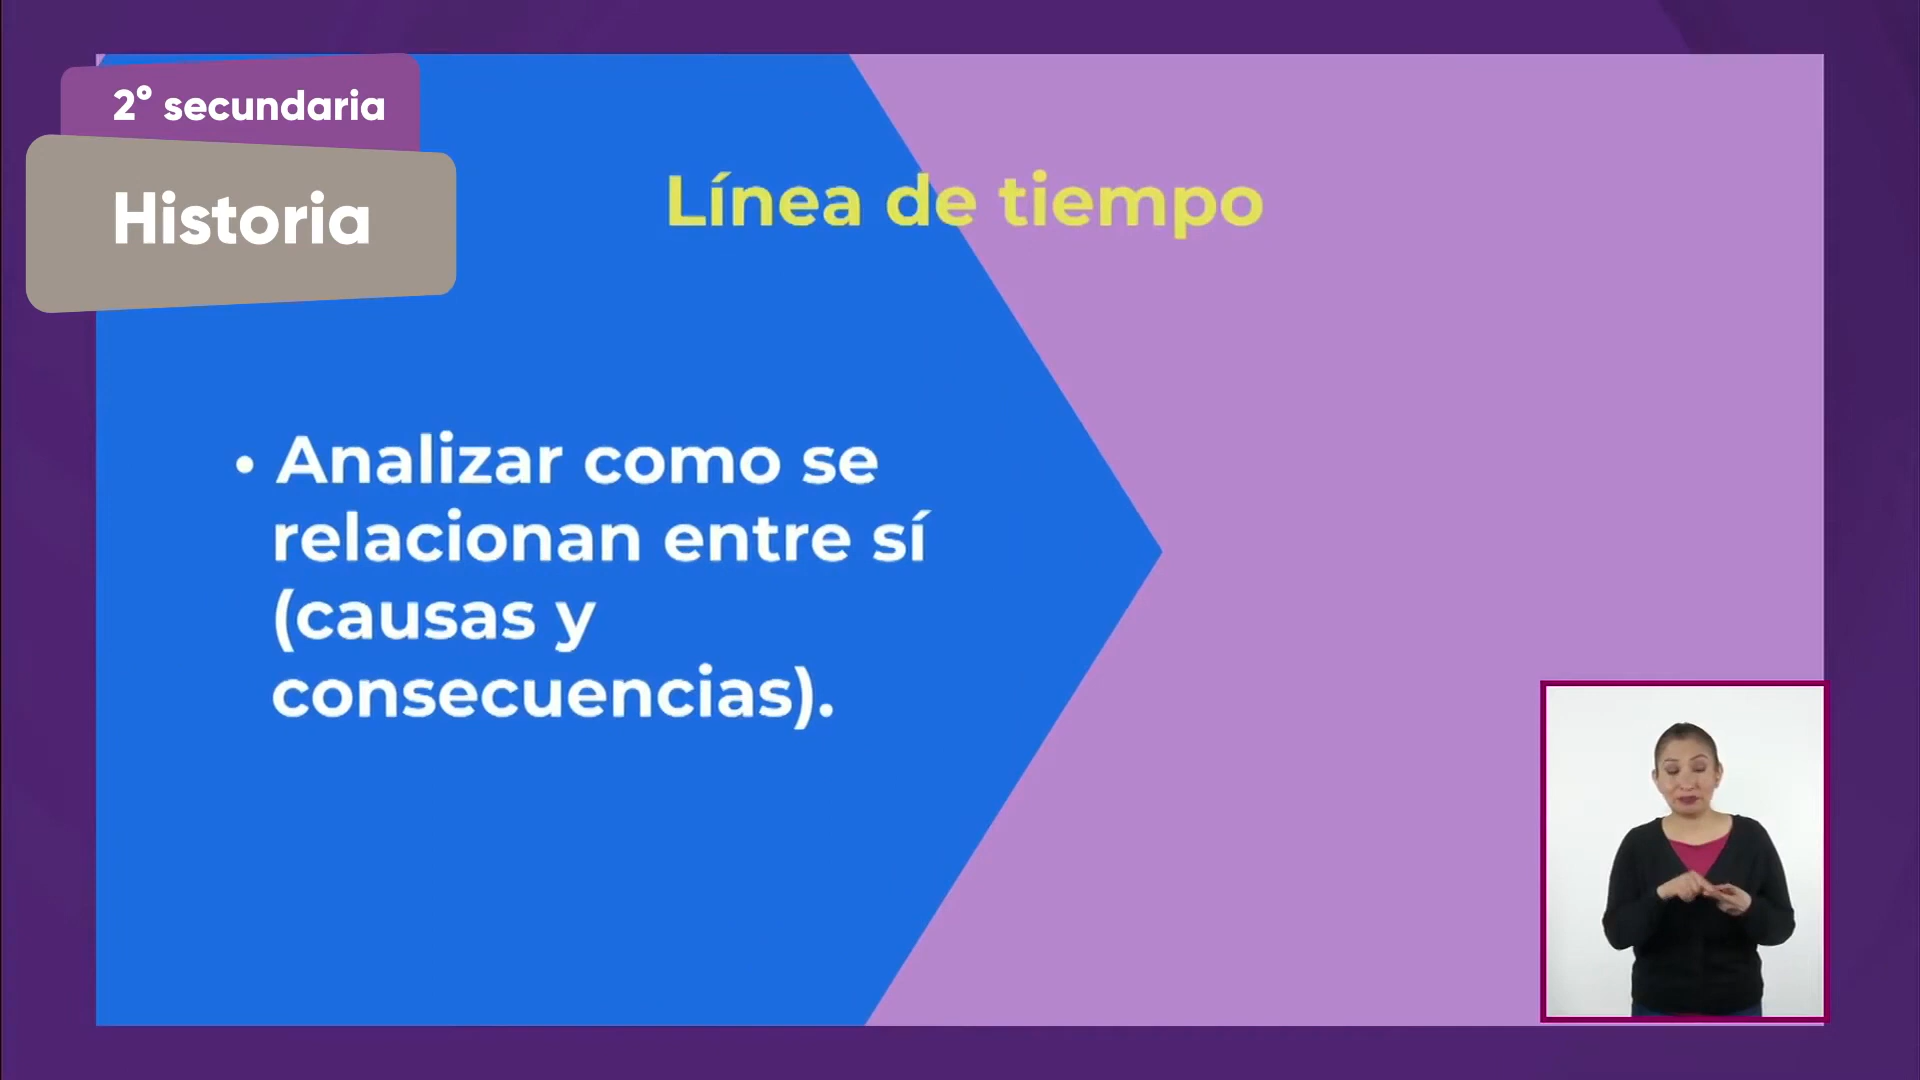 2° secundaria
Historia
Línea de tiempo
• Analizar como se
relacionan entre sí
(causas y
consecuencias).